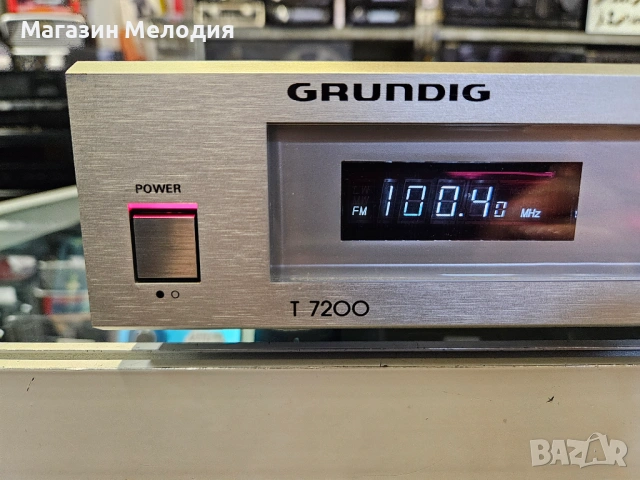 Магазин Мелодия
GRUNDIG
POWER
FM 100.40 MHz
T 7200
BAZAR